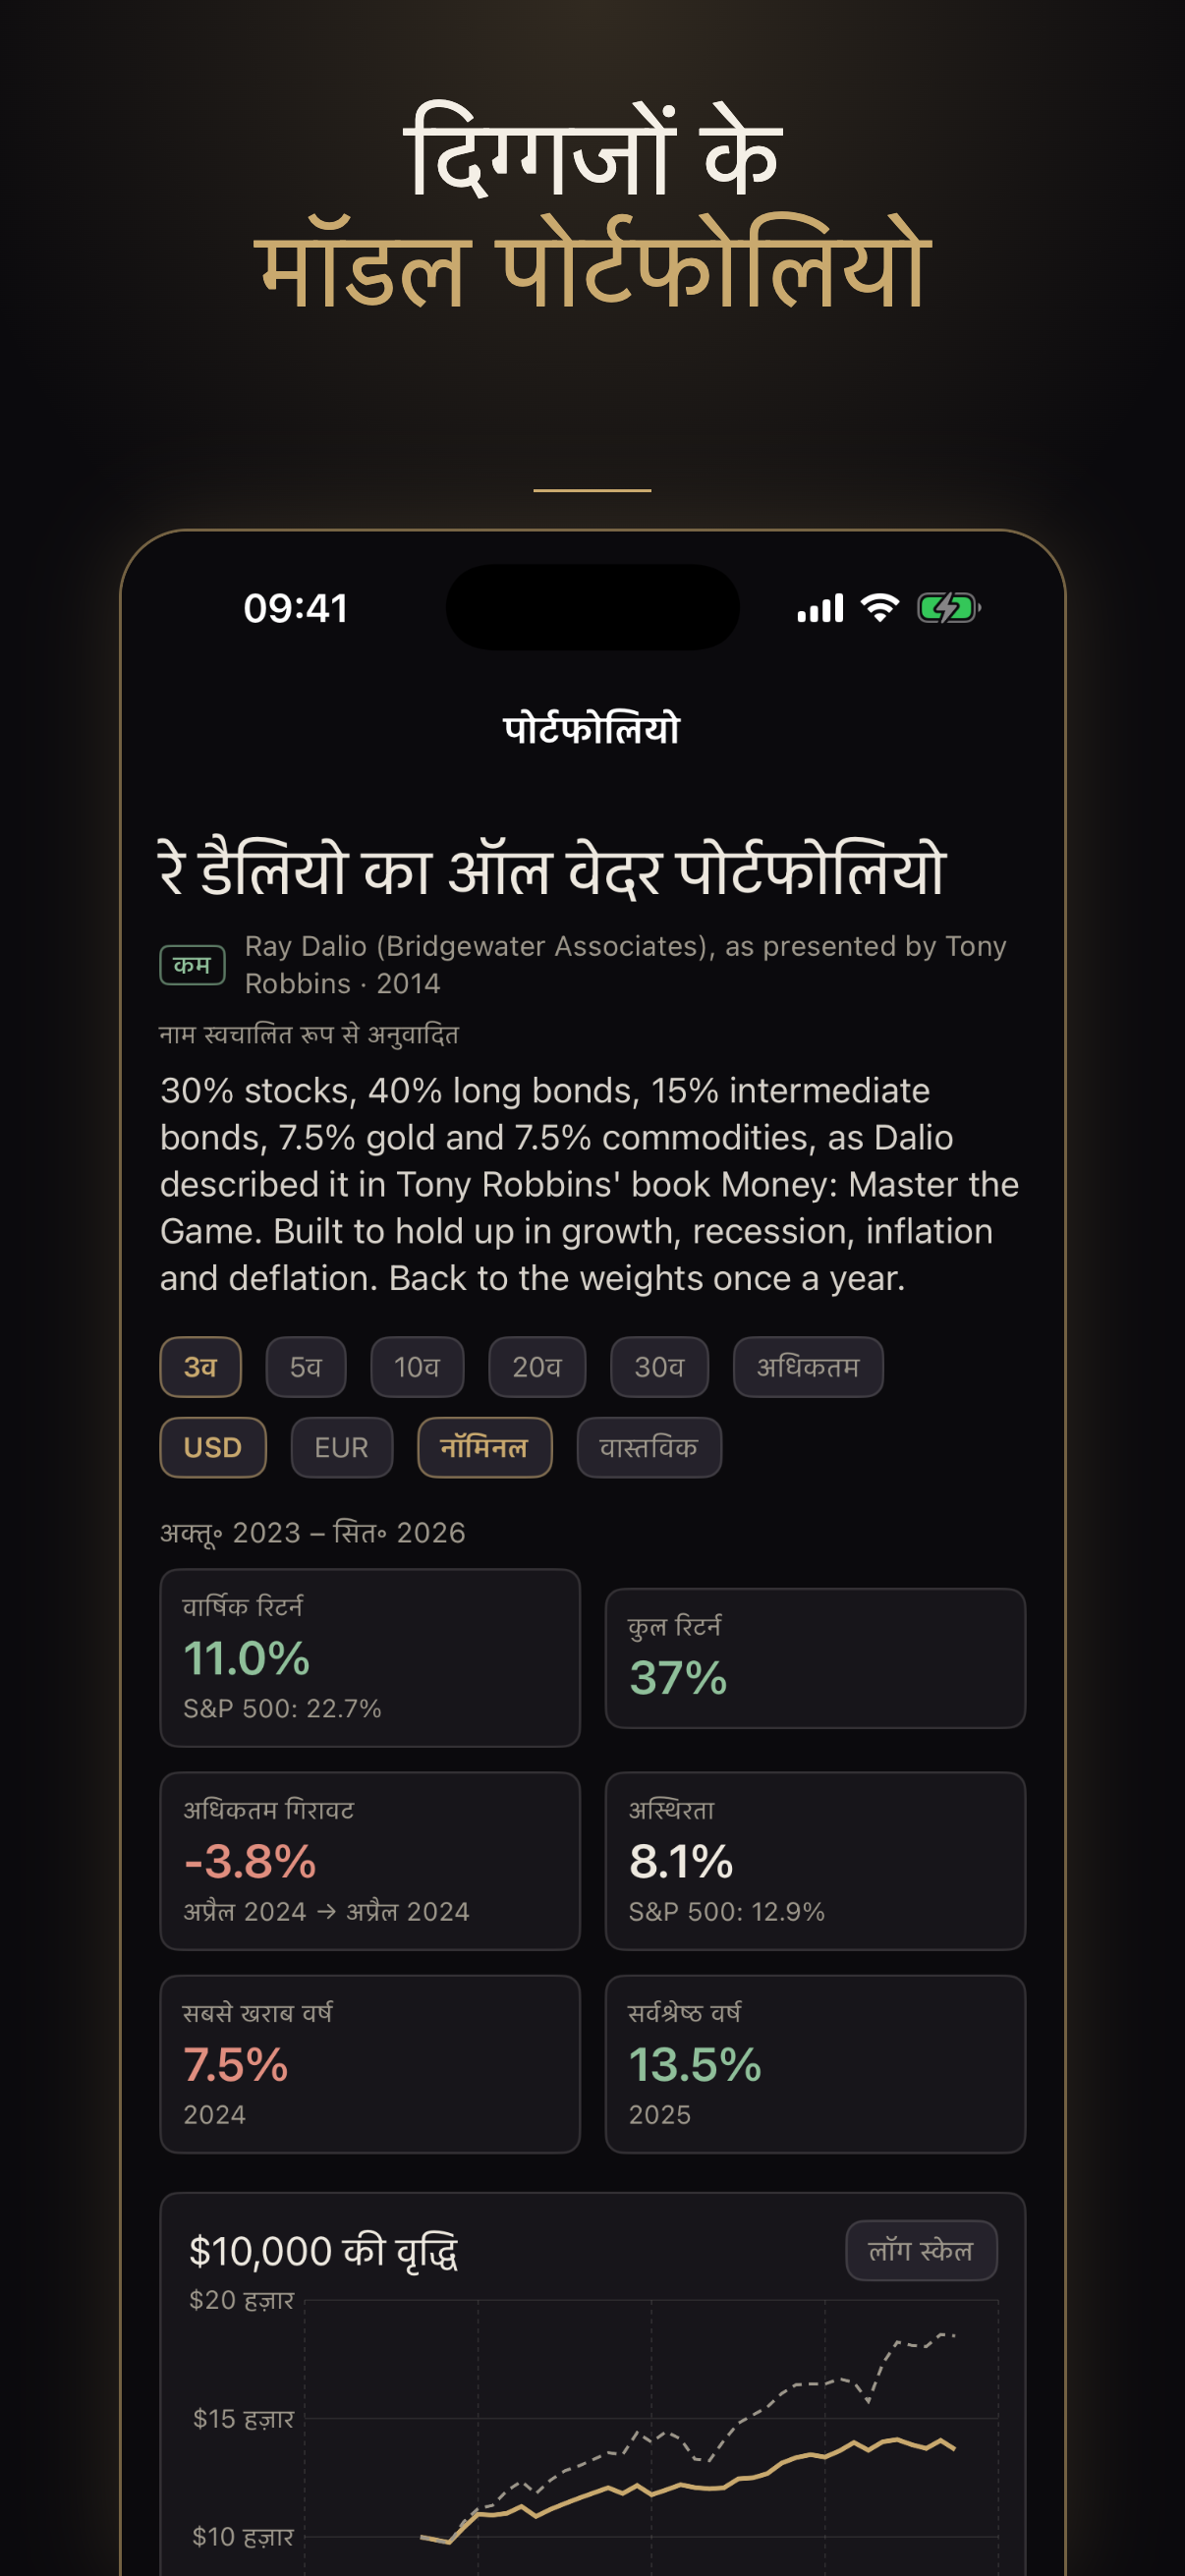 दिग्गजों के
मॉडल पोर्टफोलियो
09:41
पोर्टफोलियो
रे डैलियो का ऑल वेदर पोर्टफोलियो
कम
Ray Dalio (Bridgewater Associates), as presented by Tony
Robbins · 2014
नाम स्वचालित रूप से अनुवादित
30% stocks, 40% long bonds, 15% intermediate
bonds, 7.5% gold and 7.5% commodities, as Dalio
described it in Tony Robbins' book Money: Master the
Game. Built to hold up in growth, recession, inflation
and deflation. Back to the weights once a year.
3व 5व 10व 20व 30व अधिकतम
USD EUR नॉमिनल वास्तविक
अक्तू॰ 2023 – सित॰ 2026
वार्षिक रिटर्न
11.0%
S&P 500: 22.7%
कुल रिटर्न
37%
अधिकतम गिरावट
-3.8%
अप्रैल 2024 → अप्रैल 2024
अस्थिरता
8.1%
S&P 500: 12.9%
सबसे खराब वर्ष
7.5%
2024
सर्वश्रेष्ठ वर्ष
13.5%
2025
$10,000 की वृद्धि
लॉग स्केल
$20 हज़ार
$15 हज़ार
$10 हज़ार